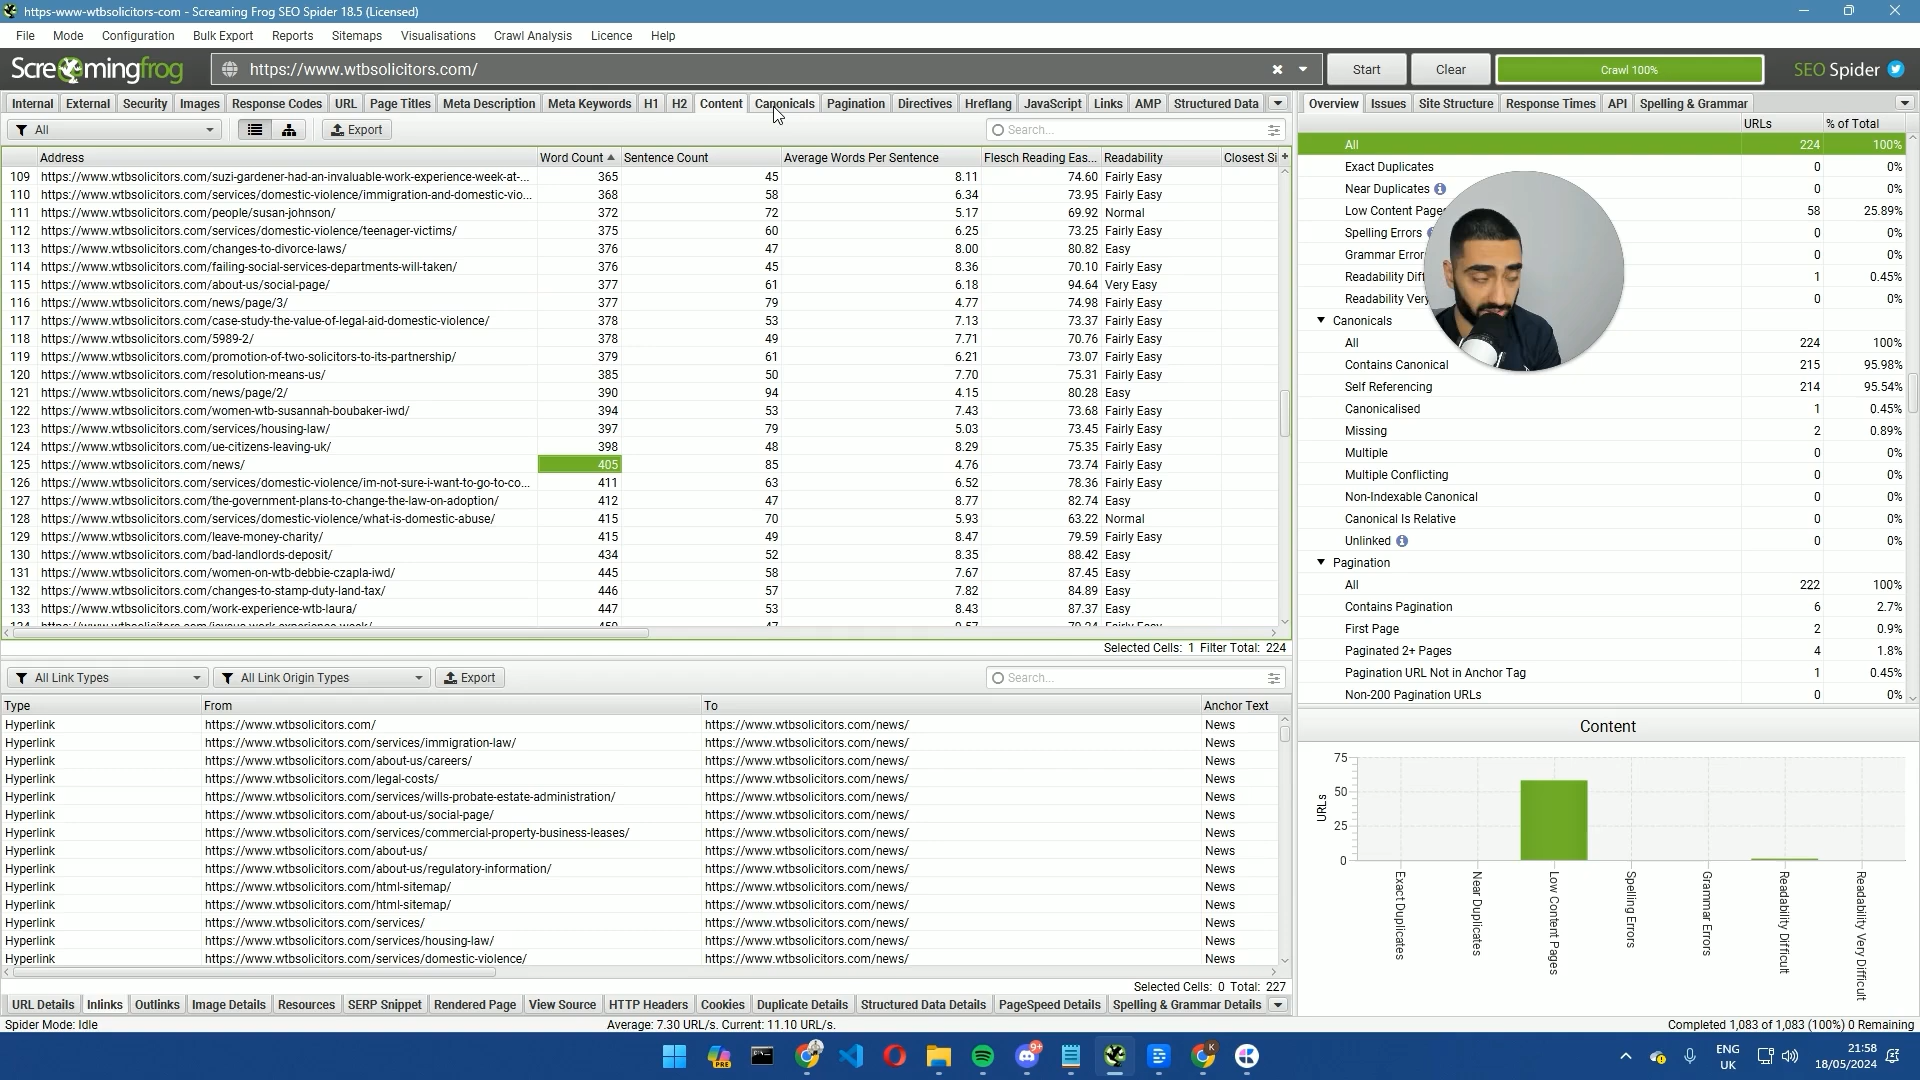 https-www-wtbsolicitors-com - Screaming Frog SEO Spider 18.5 (Licensed)
File Mode Configuration Bulk Export Reports Sitemaps Visualisations Crawl Analysis Licence Help
Screamingfrog https://www.wtbsolicitors.com/ Start Clear Crawl 100% SEO Spider
Internal External Security Images Response Codes URL Page Titles Meta Description Meta Keywords H1 H2 Content Canonicals Pagination Directives Hreflang JavaScript Links AMP Structured Data
All Export Search...
Address Word Count Sentence Count Average Words Per Sentence Flesch Reading Eas... Readability Closest Si
109 https://www.wtbsolicitors.com/suzi-gardener-had-an-invaluable-work-experience-week-at-... 365 45 8.11 74.60 Fairly Easy
110 https://www.wtbsolicitors.com/services/domestic-violence/immigration-and-domestic-vio... 368 58 6.34 73.95 Fairly Easy
111 https://www.wtbsolicitors.com/people/susan-johnson/ 372 72 5.17 69.92 Normal
112 https://www.wtbsolicitors.com/services/domestic-violence/teenager-victims/ 375 60 6.25 73.25 Fairly Easy
113 https://www.wtbsolicitors.com/changes-to-divorce-laws/ 376 47 8.00 80.82 Easy
114 https://www.wtbsolicitors.com/failing-social-services-departments-will-taken/ 376 45 8.36 70.10 Fairly Easy
115 https://www.wtbsolicitors.com/about-us/social-page/ 377 61 6.18 94.64 Very Easy
116 https://www.wtbsolicitors.com/news/page/3/ 377 79 4.77 74.98 Fairly Easy
117 https://www.wtbsolicitors.com/case-study-the-value-of-legal-aid-domestic-violence/ 378 53 7.13 73.37 Fairly Easy
118 https://www.wtbsolicitors.com/5989-2/ 378 49 7.71 70.76 Fairly Easy
119 https://www.wtbsolicitors.com/promotion-of-two-solicitors-to-its-partnership/ 379 61 6.21 73.07 Fairly Easy
120 https://www.wtbsolicitors.com/resolution-means-us/ 385 50 7.70 75.31 Fairly Easy
121 https://www.wtbsolicitors.com/news/page/2/ 390 94 4.15 80.28 Easy
122 https://www.wtbsolicitors.com/women-wtb-susannah-boubaker-iwd/ 394 53 7.43 73.68 Fairly Easy
123 https://www.wtbsolicitors.com/services/housing-law/ 397 79 5.03 73.45 Fairly Easy
124 https://www.wtbsolicitors.com/ue-citizens-leaving-uk/ 398 48 8.29 75.35 Fairly Easy
125 https://www.wtbsolicitors.com/news/ 405 85 4.76 73.74 Fairly Easy
126 https://www.wtbsolicitors.com/services/domestic-violence/im-not-sure-i-want-to-go-to-co... 411 63 6.52 78.36 Fairly Easy
127 https://www.wtbsolicitors.com/the-government-plans-to-change-the-law-on-adoption/ 412 47 8.77 82.74 Easy
128 https://www.wtbsolicitors.com/services/domestic-violence/what-is-domestic-abuse/ 415 70 5.93 63.22 Normal
129 https://www.wtbsolicitors.com/leave-money-charity/ 415 49 8.47 79.59 Fairly Easy
130 https://www.wtbsolicitors.com/bad-landlords-deposit/ 434 52 8.35 88.42 Easy
131 https://www.wtbsolicitors.com/women-on-wtb-debbie-czapla-iwd/ 445 58 7.67 87.45 Easy
132 https://www.wtbsolicitors.com/changes-to-stamp-duty-land-tax/ 446 57 7.82 84.89 Easy
133 https://www.wtbsolicitors.com/work-experience-wtb-laura/ 447 53 8.43 87.37 Easy
Selected Cells: 1 Filter Total: 224
All Link Types All Link Origin Types Export Search...
Type From To Anchor Text
Hyperlink https://www.wtbsolicitors.com/ https://www.wtbsolicitors.com/news/ News
Hyperlink https://www.wtbsolicitors.com/services/immigration-law/ https://www.wtbsolicitors.com/news/ News
Hyperlink https://www.wtbsolicitors.com/about-us/careers/ https://www.wtbsolicitors.com/news/ News
Hyperlink https://www.wtbsolicitors.com/legal-costs/ https://www.wtbsolicitors.com/news/ News
Hyperlink https://www.wtbsolicitors.com/services/wills-probate-estate-administration/ https://www.wtbsolicitors.com/news/ News
Hyperlink https://www.wtbsolicitors.com/about-us/social-page/ https://www.wtbsolicitors.com/news/ News
Hyperlink https://www.wtbsolicitors.com/services/commercial-property-business-leases/ https://www.wtbsolicitors.com/news/ News
Hyperlink https://www.wtbsolicitors.com/about-us/ https://www.wtbsolicitors.com/news/ News
Hyperlink https://www.wtbsolicitors.com/about-us/regulatory-information/ https://www.wtbsolicitors.com/news/ News
Hyperlink https://www.wtbsolicitors.com/html-sitemap/ https://www.wtbsolicitors.com/news/ News
Hyperlink https://www.wtbsolicitors.com/html-sitemap/ https://www.wtbsolicitors.com/news/ News
Hyperlink https://www.wtbsolicitors.com/services/ https://www.wtbsolicitors.com/news/ News
Hyperlink https://www.wtbsolicitors.com/services/housing-law/ https://www.wtbsolicitors.com/news/ News
Hyperlink https://www.wtbsolicitors.com/services/domestic-violence/ https://www.wtbsolicitors.com/news/ News
Selected Cells: 0 Total: 227
URL Details Inlinks Outlinks Image Details Resources SERP Snippet Rendered Page View Source HTTP Headers Cookies Duplicate Details Structured Data Details PageSpeed Details Spelling & Grammar Details
Overview Issues Site Structure Response Times API Spelling & Grammar
URLs % of Total
All 224 100%
Exact Duplicates 0 0%
Near Duplicates 0 0%
Low Content Page 58 25.89%
Spelling Errors 0 0%
Grammar Error 0 0%
Readability Diff 1 0.45%
Readability Very 0 0%
Canonicals
All 224 100%
Contains Canonical 215 95.98%
Self Referencing 214 95.54%
Canonicalised 1 0.45%
Missing 2 0.89%
Multiple 0 0%
Multiple Conflicting 0 0%
Non-Indexable Canonical 0 0%
Canonical Is Relative 0 0%
Unlinked 0 0%
Pagination
All 222 100%
Contains Pagination 6 2.7%
First Page 2 0.9%
Paginated 2+ Pages 4 1.8%
Pagination URL Not in Anchor Tag 1 0.45%
Non-200 Pagination URLs 0 0%
Content
75
50
25
0
URLs
Exact Duplicates
Near Duplicates
Low Content Pages
Spelling Errors
Grammar Errors
Readability Difficult
Readability Very Difficult
Spider Mode: Idle Average: 7.30 URL/s. Current: 11.10 URL/s. Completed 1,083 of 1,083 (100%) 0 Remaining
PRE 9+ K ENG UK 21:58 18/05/2024